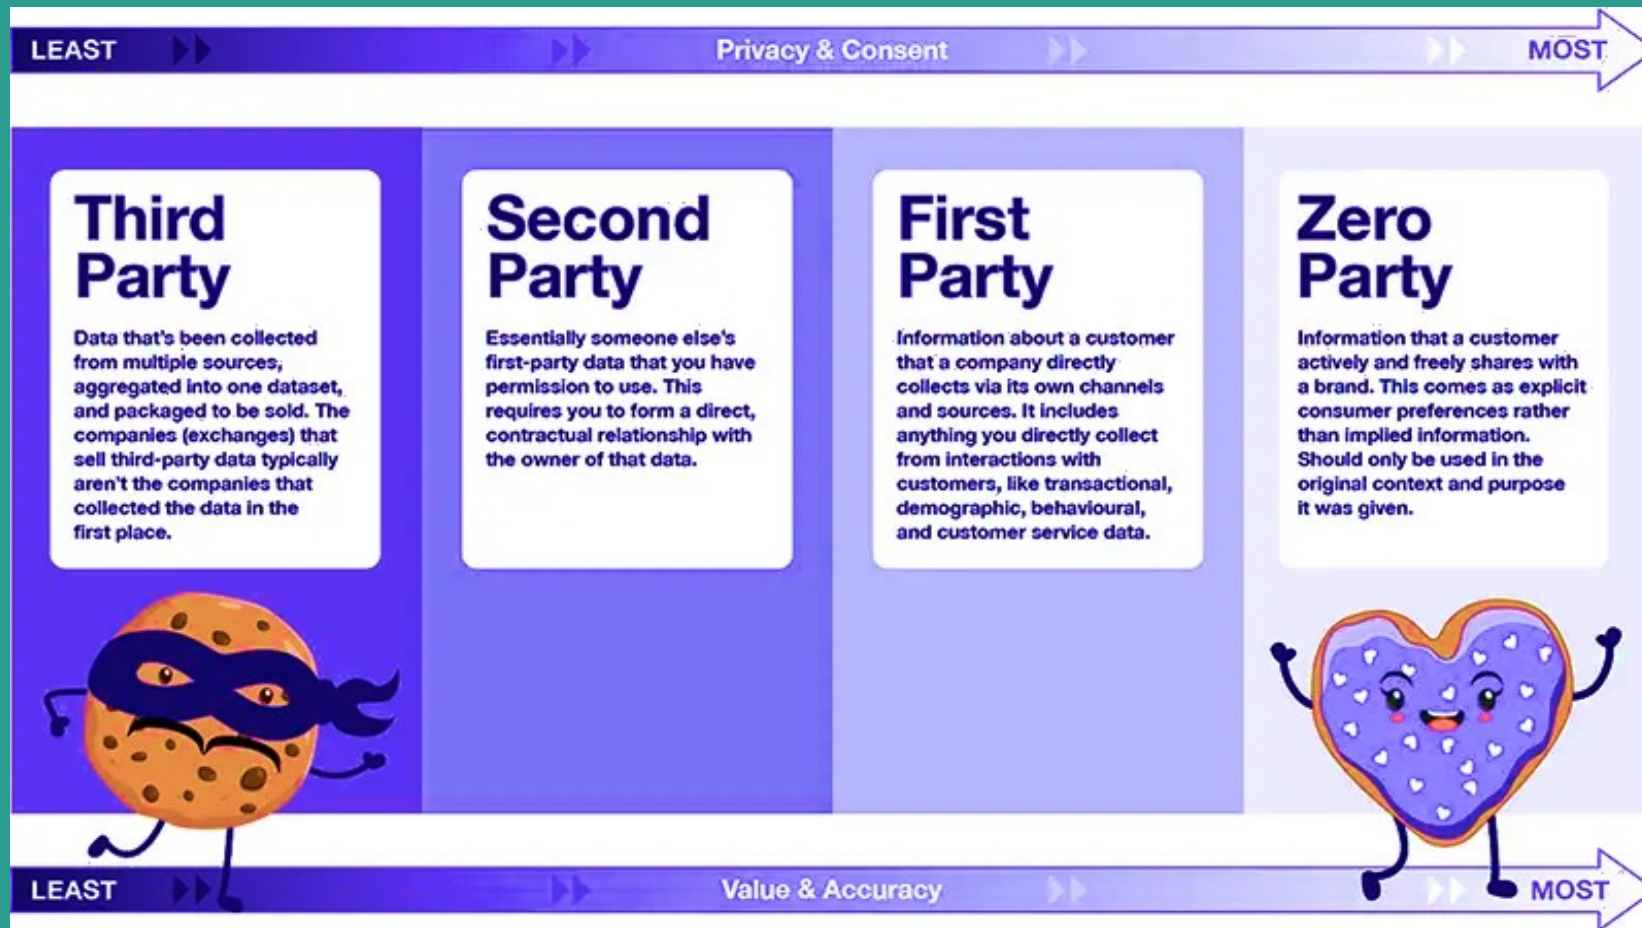 LEAST
Privacy & Consent
MOST
Third
Party
Data that's been collected
from multiple sources,
aggregated into one dataset,
and packaged to be sold. The
companies (exchanges) that
sell third-party data typically
aren't the companies that
collected the data in the
first place.
Second
Party
Essentially someone else's
first-party data that you have
permission to use. This
requires you to form a direct,
contractual relationship with
the owner of that data.
First
Party
Information about a customer
that a company directly
collects via its own channels
and sources. It includes
anything you directly collect
from interactions with
customers, like transactional,
demographic, behavioural,
and customer service data.
Zero
Party
Information that a customer
actively and freely shares with
a brand. This comes as explicit
consumer preferences rather
than implied information.
Should only be used in the
original context and purpose
it was given.
LEAST
Value & Accuracy
MOST